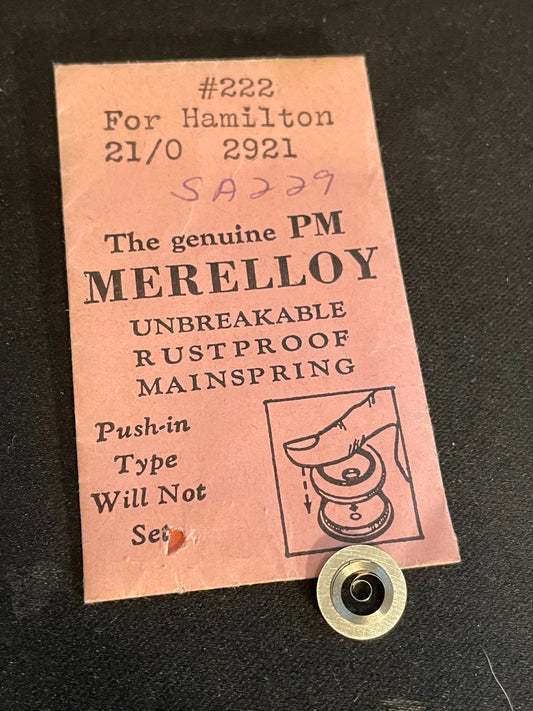 #222
For Hamilton
21/0 2921
SA229
The genuine PM
MERELLOY
UNBREAKABLE
RUSTPROOF
MAINSPRING
Push-in
Type
Will Not
Set